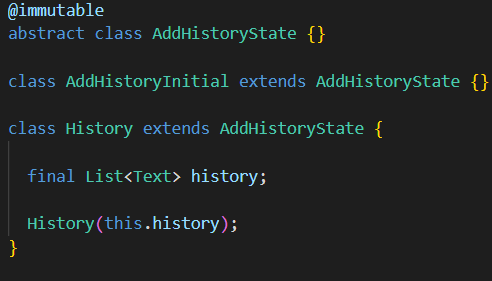 @immutable
abstract class AddHistoryState {}
class AddHistoryInitial extends AddHistoryState {}
class History extends AddHistoryState {
final List<Text> history;
History(this.history);
}